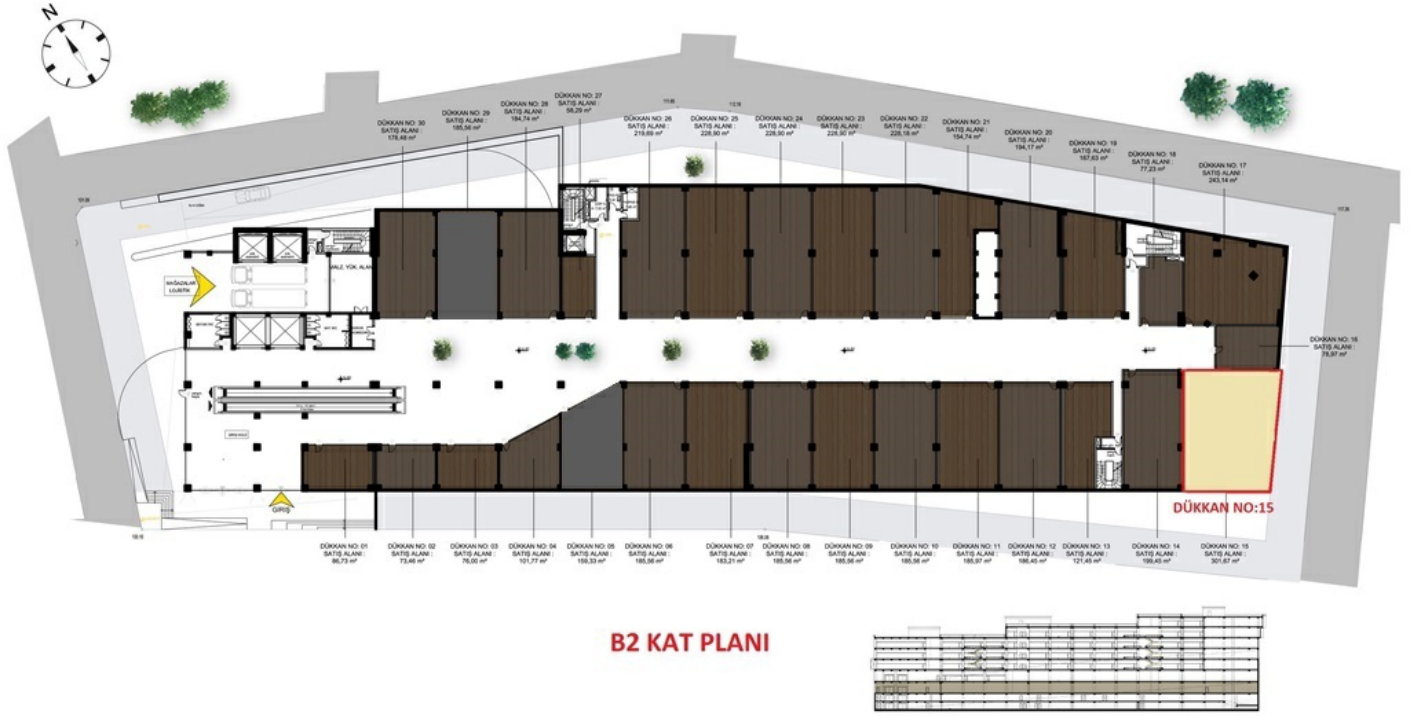 N
DÜKKAN NO: 30
SATIŞ ALANI :
178,48 m²
DÜKKAN NO: 29
SATIŞ ALANI :
185,56 m²
DÜKKAN NO: 28
SATIŞ ALANI :
184,74 m²
DÜKKAN NO: 27
SATIŞ ALANI :
58,29 m²
DÜKKAN NO: 26
SATIŞ ALANI :
219,69 m²
DÜKKAN NO: 25
SATIŞ ALANI :
228,90 m²
DÜKKAN NO: 24
SATIŞ ALANI :
228,90 m²
DÜKKAN NO: 23
SATIŞ ALANI :
228,90 m²
DÜKKAN NO: 22
SATIŞ ALANI :
228,18 m²
DÜKKAN NO: 21
SATIŞ ALANI :
154,74 m²
DÜKKAN NO: 20
SATIŞ ALANI :
194,17 m²
DÜKKAN NO: 19
SATIŞ ALANI :
167,63 m²
DÜKKAN NO: 18
SATIŞ ALANI :
77,23 m²
DÜKKAN NO: 17
SATIŞ ALANI :
243,14 m²
MALZ. YÜK. ALANI
MAĞAZALAR
LOJİSTİK
DÜKKAN NO: 16
SATIŞ ALANI :
78,97 m²
GİRİŞ
DÜKKAN NO:15
DÜKKAN NO: 01
SATIŞ ALANI :
86,73 m²
DÜKKAN NO: 02
SATIŞ ALANI :
73,46 m²
DÜKKAN NO: 03
SATIŞ ALANI :
76,00 m²
DÜKKAN NO: 04
SATIŞ ALANI :
101,77 m²
DÜKKAN NO: 05
SATIŞ ALANI :
159,33 m²
DÜKKAN NO: 06
SATIŞ ALANI :
185,56 m²
DÜKKAN NO: 07
SATIŞ ALANI :
183,21 m²
DÜKKAN NO: 08
SATIŞ ALANI :
185,56 m²
DÜKKAN NO: 09
SATIŞ ALANI :
185,56 m²
DÜKKAN NO: 10
SATIŞ ALANI :
185,56 m²
DÜKKAN NO: 11
SATIŞ ALANI :
185,97 m²
DÜKKAN NO: 12
SATIŞ ALANI :
186,45 m²
DÜKKAN NO: 13
SATIŞ ALANI :
121,45 m²
DÜKKAN NO: 14
SATIŞ ALANI :
199,45 m²
DÜKKAN NO: 15
SATIŞ ALANI :
301,67 m²
B2 KAT PLANI